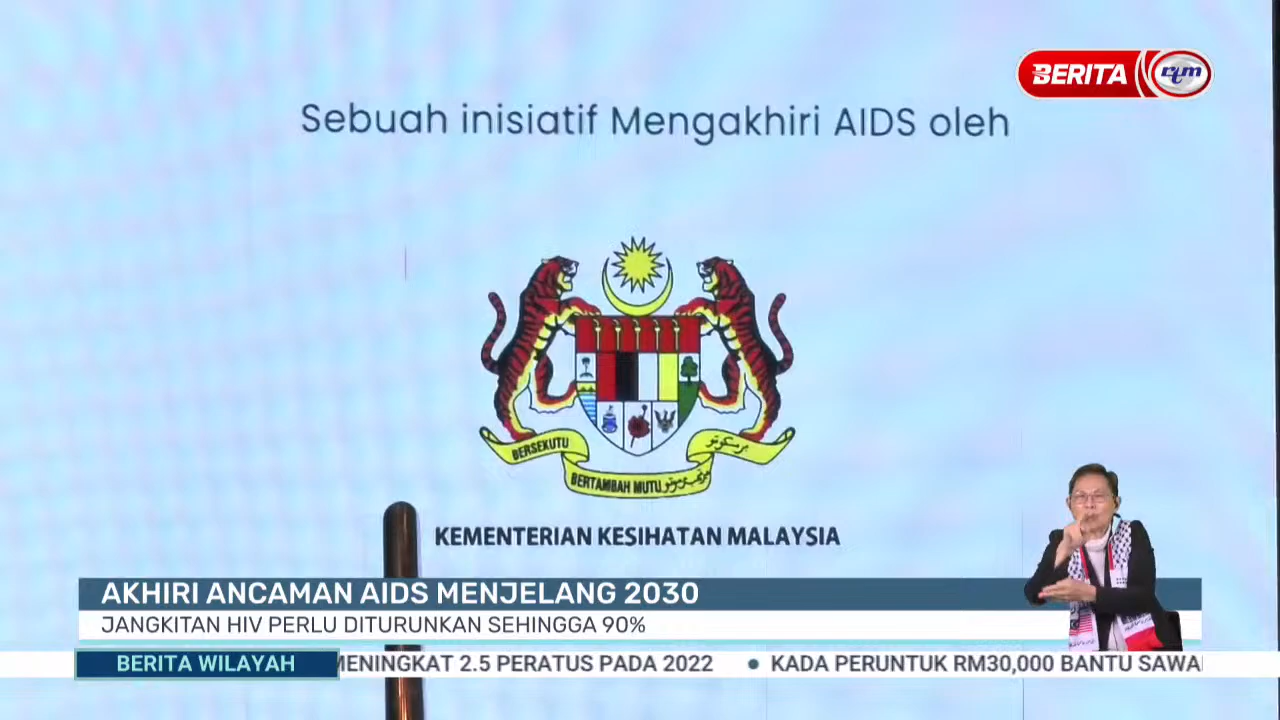 BERITA rtm
Sebuah inisiatif Mengakhiri AIDS oleh
BERSEKUTU
BERTAMBAH MUTU
KEMENTERIAN KESIHATAN MALAYSIA
AKHIRI ANCAMAN AIDS MENJELANG 2030
JANGKITAN HIV PERLU DITURUNKAN SEHINGGA 90%
BERITA WILAYAH MENINGKAT 2.5 PERATUS PADA 2022 • KADA PERUNTUK RM30,000 BANTU